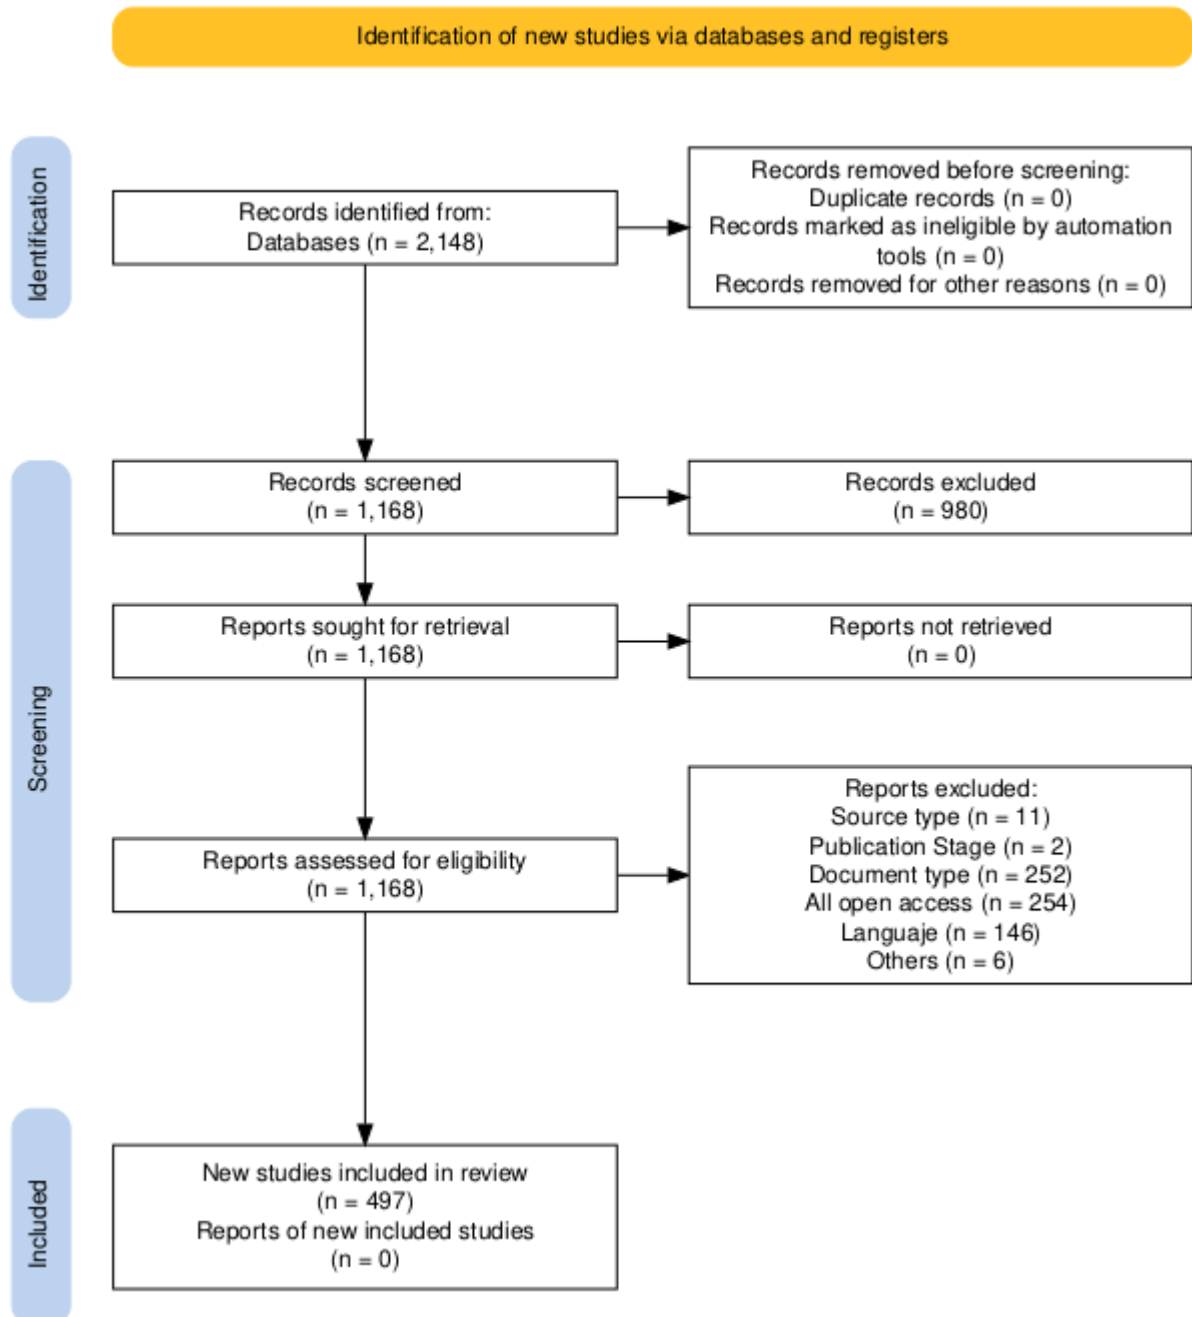 Identification of new studies via databases and registers
Identification
Records identified from:
Databases (n = 2,148)
Records removed before screening:
Duplicate records (n = 0)
Records marked as ineligible by automation
tools (n = 0)
Records removed for other reasons (n = 0)
Screening
Records screened
(n = 1,168)
Records excluded
(n = 980)
Reports sought for retrieval
(n = 1,168)
Reports not retrieved
(n = 0)
Reports assessed for eligibility
(n = 1,168)
Reports excluded:
Source type (n = 11)
Publication Stage (n = 2)
Document type (n = 252)
All open access (n = 254)
Languaje (n = 146)
Others (n = 6)
Included
New studies included in review
(n = 497)
Reports of new included studies
(n = 0)